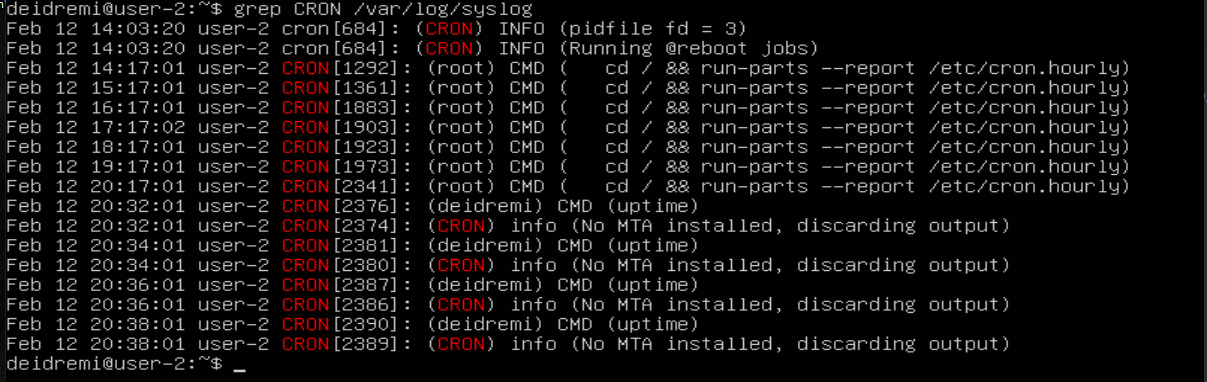 deidremi@user-2:~$ grep CRON /var/log/syslog
Feb 12 14:03:20 user-2 cron[684]: (CRON) INFO (pidfile fd = 3)
Feb 12 14:03:20 user-2 cron[684]: (CRON) INFO (Running @reboot jobs)
Feb 12 14:17:01 user-2 CRON[1292]: (root) CMD (   cd / && run-parts --report /etc/cron.hourly)
Feb 12 15:17:01 user-2 CRON[1361]: (root) CMD (   cd / && run-parts --report /etc/cron.hourly)
Feb 12 16:17:01 user-2 CRON[1883]: (root) CMD (   cd / && run-parts --report /etc/cron.hourly)
Feb 12 17:17:02 user-2 CRON[1903]: (root) CMD (   cd / && run-parts --report /etc/cron.hourly)
Feb 12 18:17:01 user-2 CRON[1923]: (root) CMD (   cd / && run-parts --report /etc/cron.hourly)
Feb 12 19:17:01 user-2 CRON[1973]: (root) CMD (   cd / && run-parts --report /etc/cron.hourly)
Feb 12 20:17:01 user-2 CRON[2341]: (root) CMD (   cd / && run-parts --report /etc/cron.hourly)
Feb 12 20:32:01 user-2 CRON[2376]: (deidremi) CMD (uptime)
Feb 12 20:32:01 user-2 CRON[2374]: (CRON) info (No MTA installed, discarding output)
Feb 12 20:34:01 user-2 CRON[2381]: (deidremi) CMD (uptime)
Feb 12 20:34:01 user-2 CRON[2380]: (CRON) info (No MTA installed, discarding output)
Feb 12 20:36:01 user-2 CRON[2387]: (deidremi) CMD (uptime)
Feb 12 20:36:01 user-2 CRON[2386]: (CRON) info (No MTA installed, discarding output)
Feb 12 20:38:01 user-2 CRON[2390]: (deidremi) CMD (uptime)
Feb 12 20:38:01 user-2 CRON[2389]: (CRON) info (No MTA installed, discarding output)
deidremi@user-2:~$ _